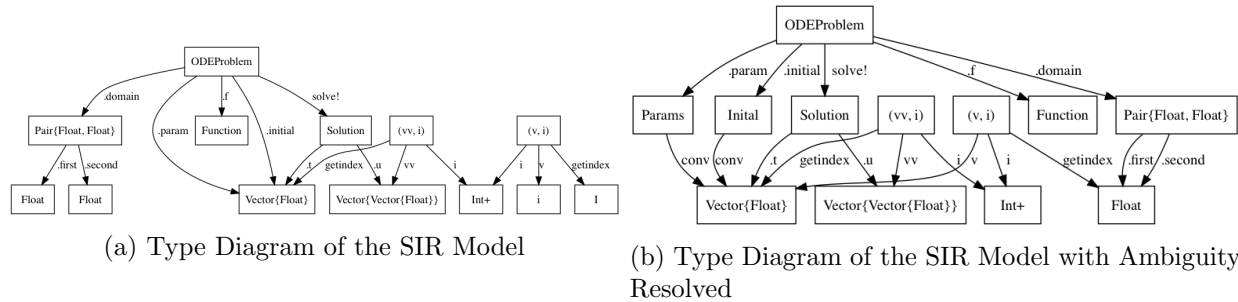 ODEProblem
.domain
.param
.f
.initial
solve!
Pair{Float, Float}
Function
Solution
(vv, i)
(v, i)
.first
.second
.t
getindex
.u
vv
i
i
v
getindex
Float
Float
Vector{Float}
Vector{Vector{Float}}
Int+
i
I
(a) Type Diagram of the SIR Model
ODEProblem
.param
.initial
solve!
.f
.domain
Params
Inital
Solution
(vv, i)
(v, i)
Function
Pair{Float, Float}
conv
conv
.t
getindex
.u
vv
i
v
i
getindex
.first
.second
Vector{Float}
Vector{Vector{Float}}
Int+
Float
(b) Type Diagram of the SIR Model with Ambiguity
Resolved